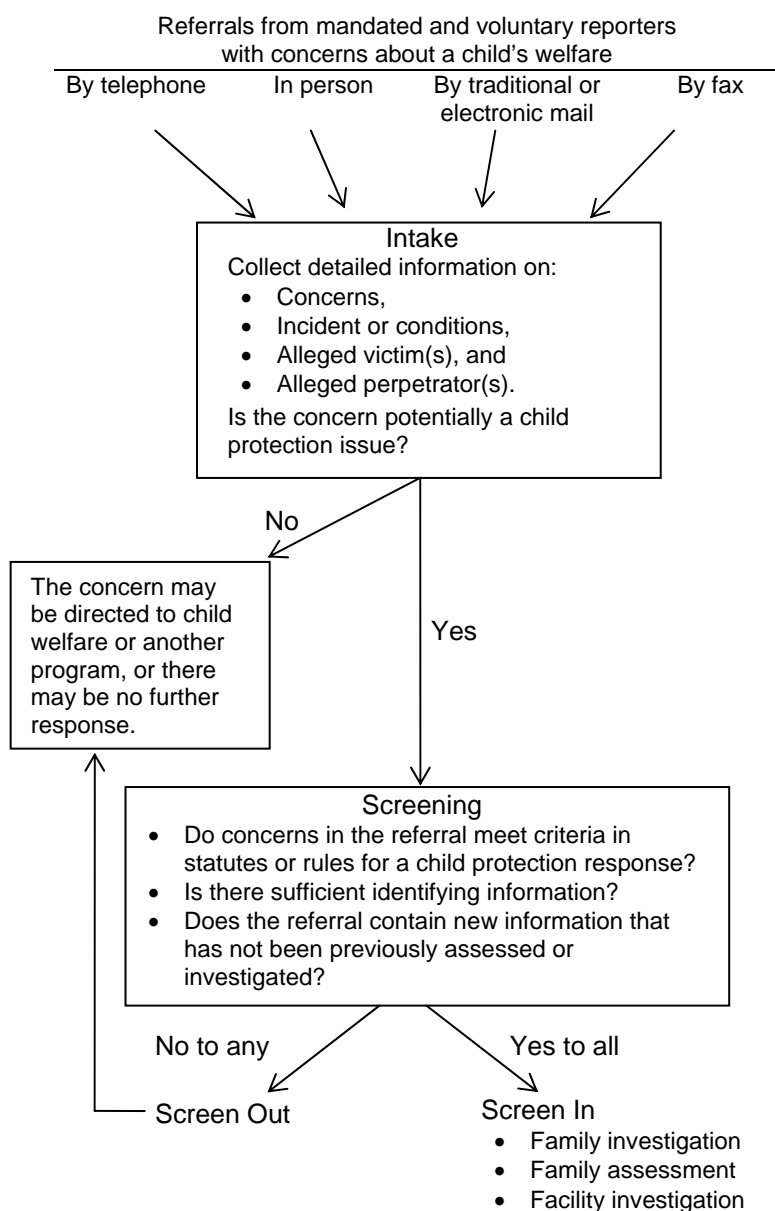 Referrals from mandated and voluntary reporters
with concerns about a child’s welfare
By telephone
In person
By traditional or
electronic mail
By fax
Intake
Collect detailed information on:
• Concerns,
• Incident or conditions,
• Alleged victim(s), and
• Alleged perpetrator(s).
Is the concern potentially a child
protection issue?
No
Yes
The concern may
be directed to child
welfare or another
program, or there
may be no further
response.
Screening
• Do concerns in the referral meet criteria in
statutes or rules for a child protection response?
• Is there sufficient identifying information?
• Does the referral contain new information that
has not been previously assessed or
investigated?
No to any
Yes to all
Screen Out
Screen In
• Family investigation
• Family assessment
• Facility investigation